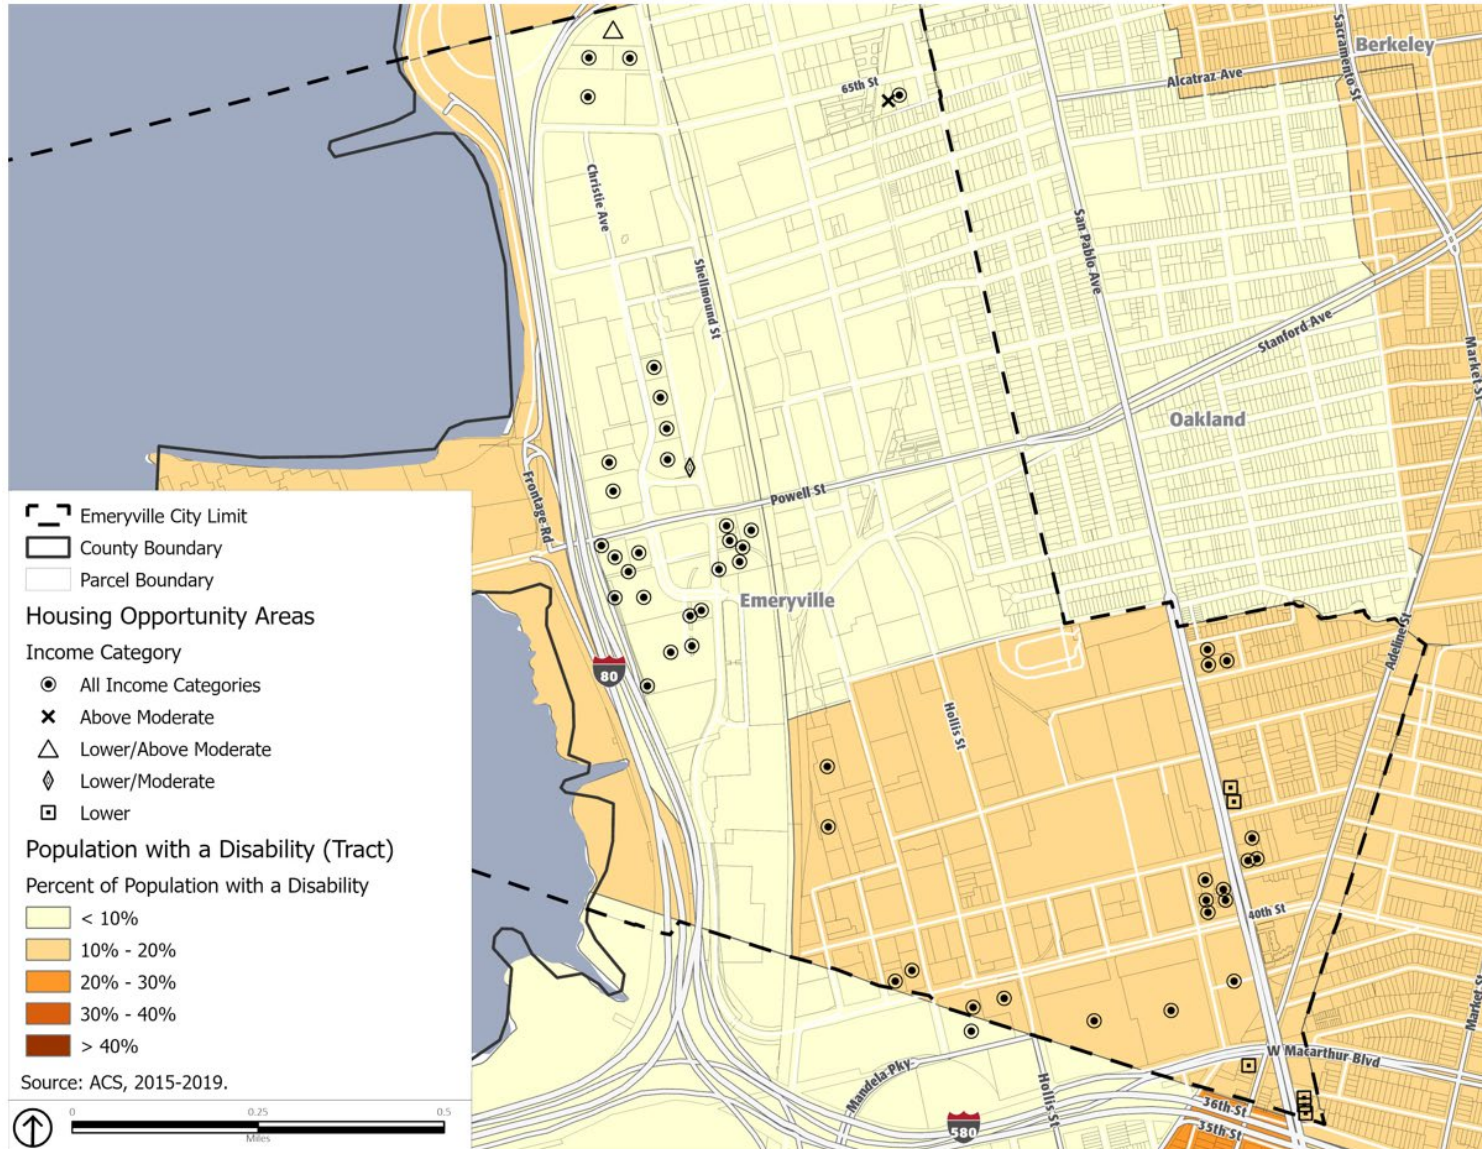 Berkeley
Sacramento St
Alcatraz Ave
65th St
Christie Ave
San Pablo Ave
Shellmound St
Stanford Ave
Market St
Oakland
Powell St
Frontage Rd
Emeryville
Adeline St
80
Hollis St
40th St
Market St
W Macarthur Blvd
Mandela Pky
Hollis St
36th St
35th St
580
Emeryville City Limit
County Boundary
Parcel Boundary
Housing Opportunity Areas
Income Category
All Income Categories
Above Moderate
Lower/Above Moderate
Lower/Moderate
Lower
Population with a Disability (Tract)
Percent of Population with a Disability
< 10%
10% - 20%
20% - 30%
30% - 40%
> 40%
Source: ACS, 2015-2019.
0 0.25 0.5
Miles